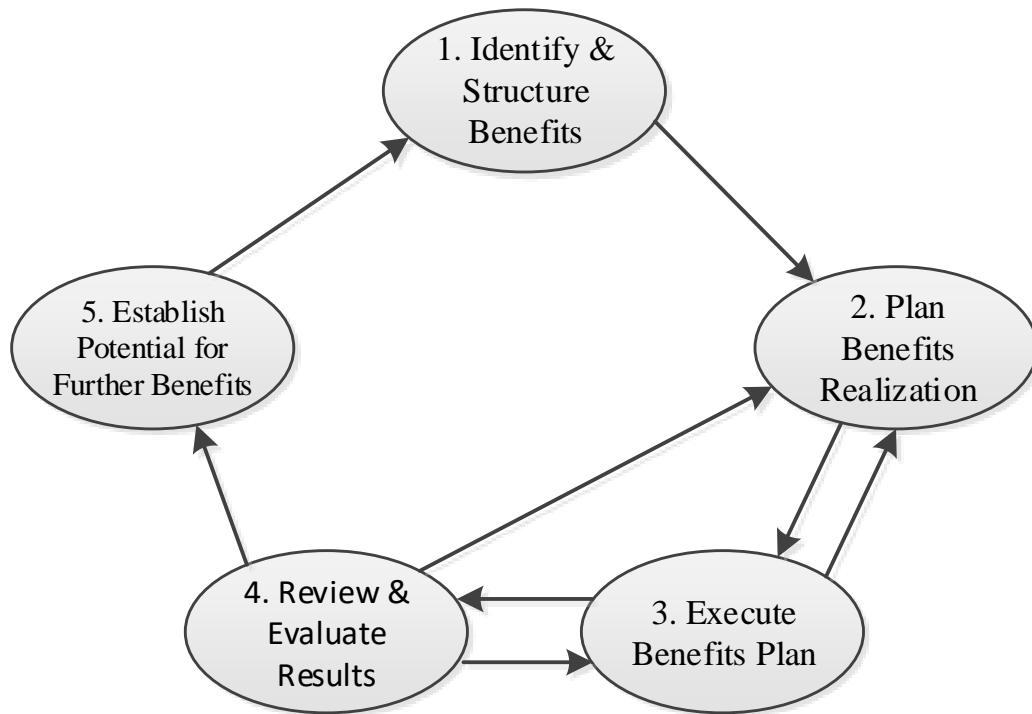 1. Identify &
Structure
Benefits
2. Plan
Benefits
Realization
3. Execute
Benefits Plan
4. Review &
Evaluate
Results
5. Establish
Potential for
Further Benefits